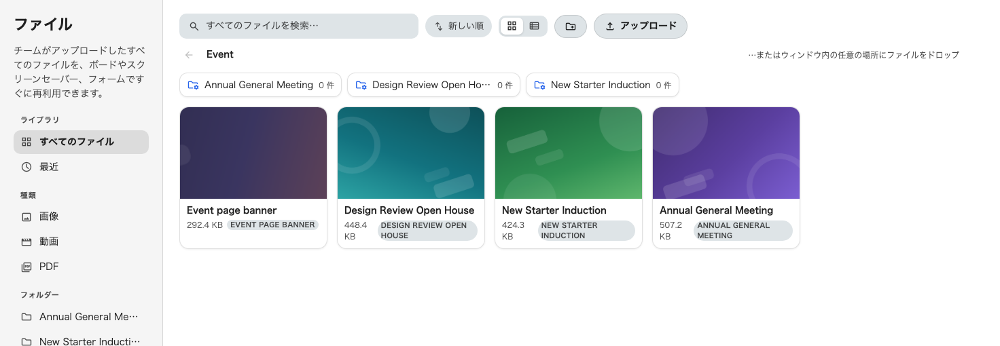 ファイル
チームがアップロードしたすべ
てのファイルを、ボードやスク
リーンセーバー、フォームです
ぐに再利用できます。
ライブラリ
すべてのファイル
最近
種類
画像
動画
PDF
フォルダー
Annual General Me…
New Starter Inducti…
すべてのファイルを検索…
新しい順
アップロード
Event
…またはウィンドウ内の任意の場所にファイルをドロップ
Annual General Meeting 0 件
Design Review Open Ho… 0 件
New Starter Induction 0 件
Event page banner
292.4 KB EVENT PAGE BANNER
Design Review Open House
448.4 KB
DESIGN REVIEW OPEN
HOUSE
New Starter Induction
424.3 KB
NEW STARTER
INDUCTION
Annual General Meeting
507.2 KB
ANNUAL GENERAL
MEETING